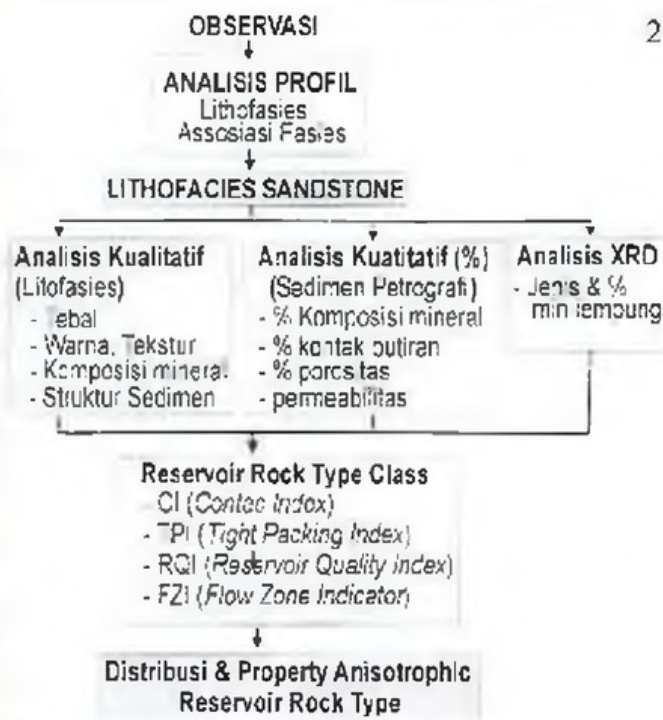 OBSERVASI
2
ANALISIS PROFIL
Lithofasies
Assosiasi Fasies
LITHOFACIES SANDSTONE
Analisis Kualitatif
(Litofasies)
- Tebal
- Warna, Tekstur
- Komposisi mineral
- Struktur Sedimen
Analisis Kuatitatif (%)
(Sedimen Petrografi)
- % Komposisi mineral
- % kontak butiran
- % porositas
- permeabilitas
Analisis XRD
- Jenis & %
min lempung
Reservoir Rock Type Class
- CI (Contac Index)
- TPI (Tight Packing Index)
- RQI (Reservoir Quality Index)
- FZI (Flow Zone Indicator)
Distribusi & Property Anisotrophic
Reservoir Rock Type